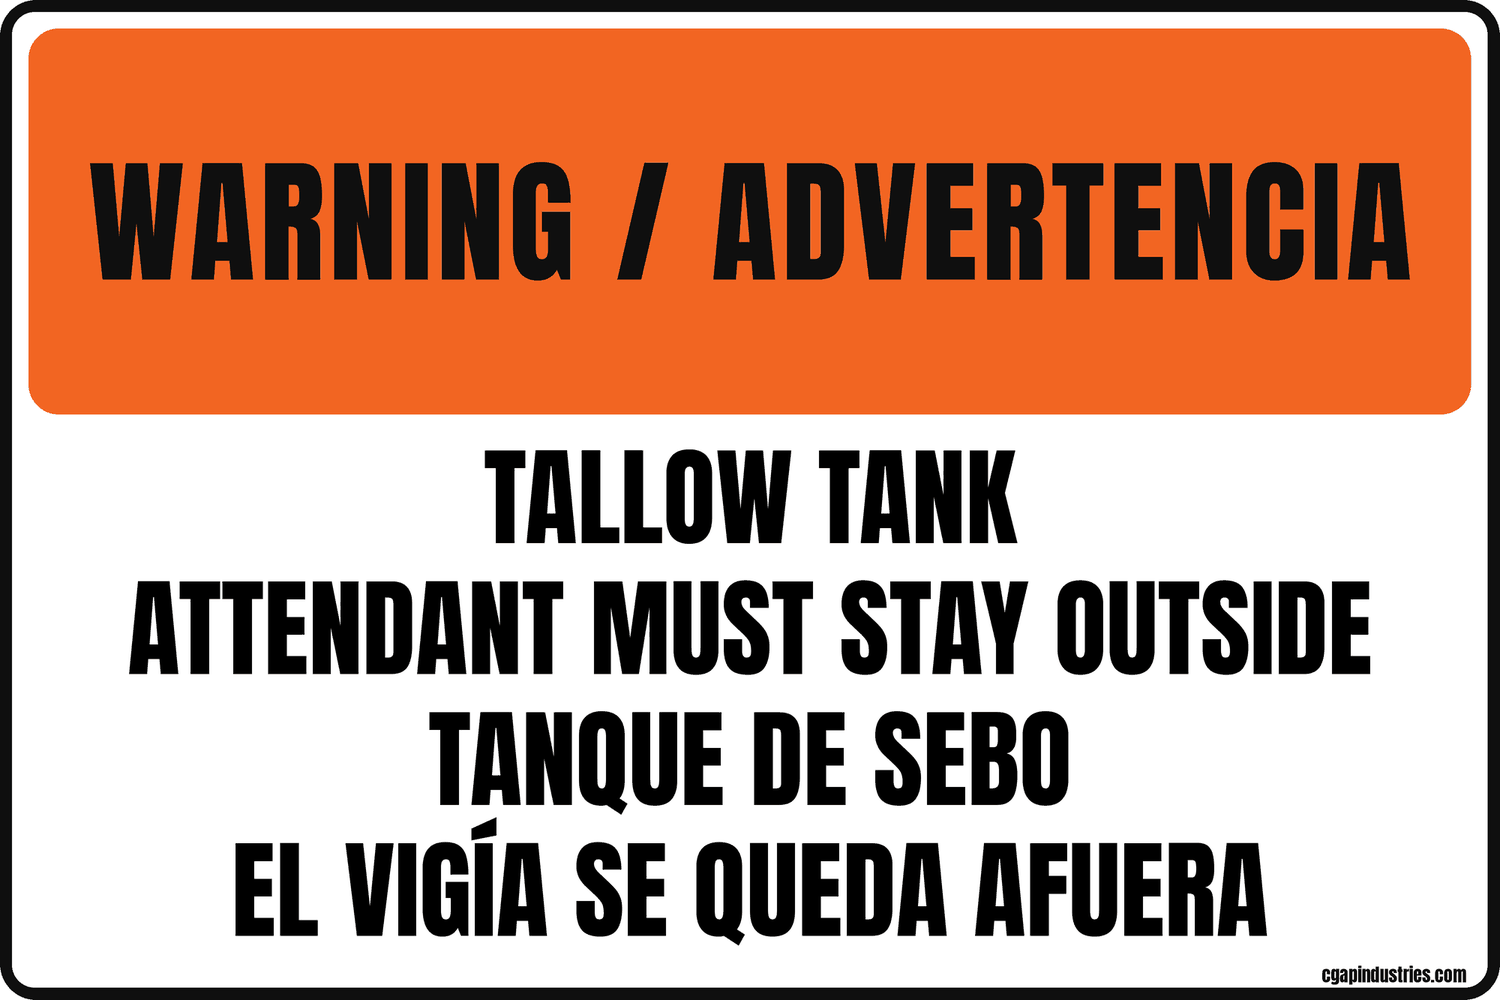 WARNING / ADVERTENCIA
TALLOW TANK
ATTENDANT MUST STAY OUTSIDE
TANQUE DE SEBO
EL VIGÍA SE QUEDA AFUERA
cgapindustries.com